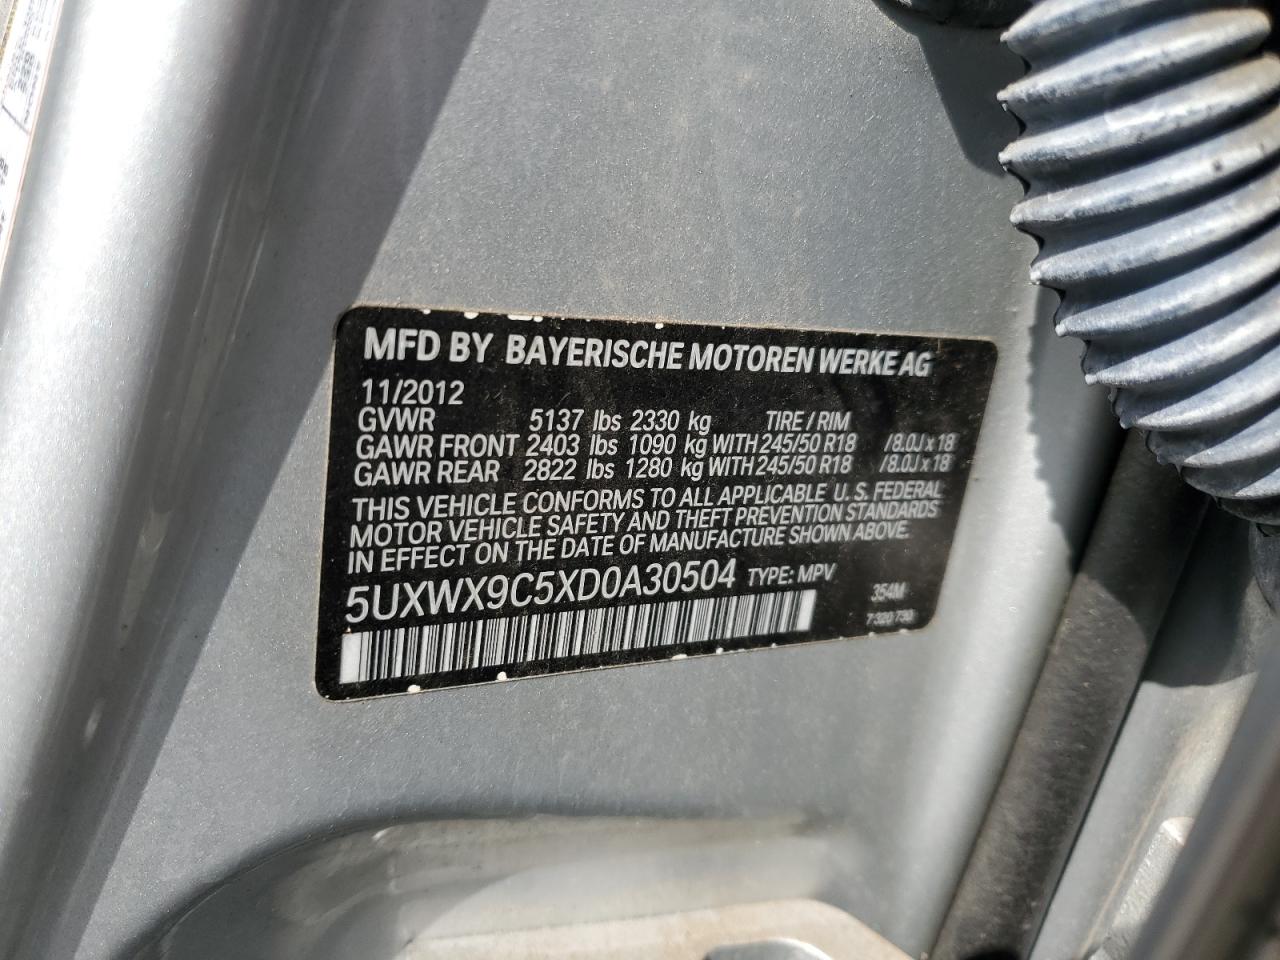 MFD BY BAYERISCHE MOTOREN WERKE AG
11/2012
GVWR 5137 lbs 2330 kg TIRE / RIM
GAWR FRONT 2403 lbs 1090 kg WITH 245/50 R18 /8.0J x 18
GAWR REAR 2822 lbs 1280 kg WITH 245/50 R18 /8.0J x 18
THIS VEHICLE CONFORMS TO ALL APPLICABLE U.S. FEDERAL
MOTOR VEHICLE SAFETY AND THEFT PREVENTION STANDARDS
IN EFFECT ON THE DATE OF MANUFACTURE SHOWN ABOVE.
5UXWX9C5XD0A30504 TYPE: MPV 354M
7 320 790